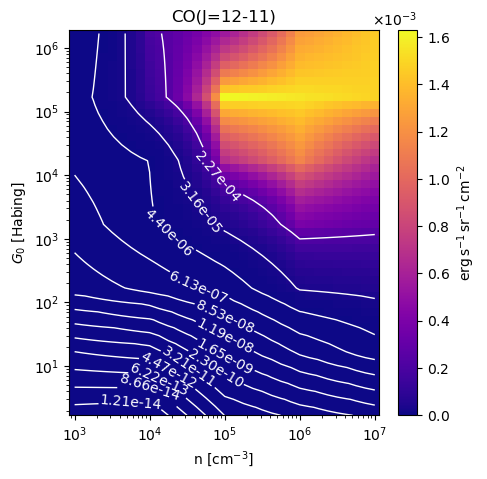 CO(J=12-11)
×10⁻³
10⁶
10⁵
10⁴
10³
10²
10¹
G₀ [Habing]
2.27e-04
3.16e-05
4.40e-06
6.13e-07
8.53e-08
1.19e-08
1.65e-09
2.30e-10
3.21e-11
4.47e-12
6.22e-13
8.66e-14
1.21e-14
10³ 10⁴ 10⁵ 10⁶ 10⁷
n [cm⁻³]
1.6
1.4
1.2
1.0
0.8
0.6
0.4
0.2
0.0
erg s⁻¹ sr⁻¹ cm⁻²